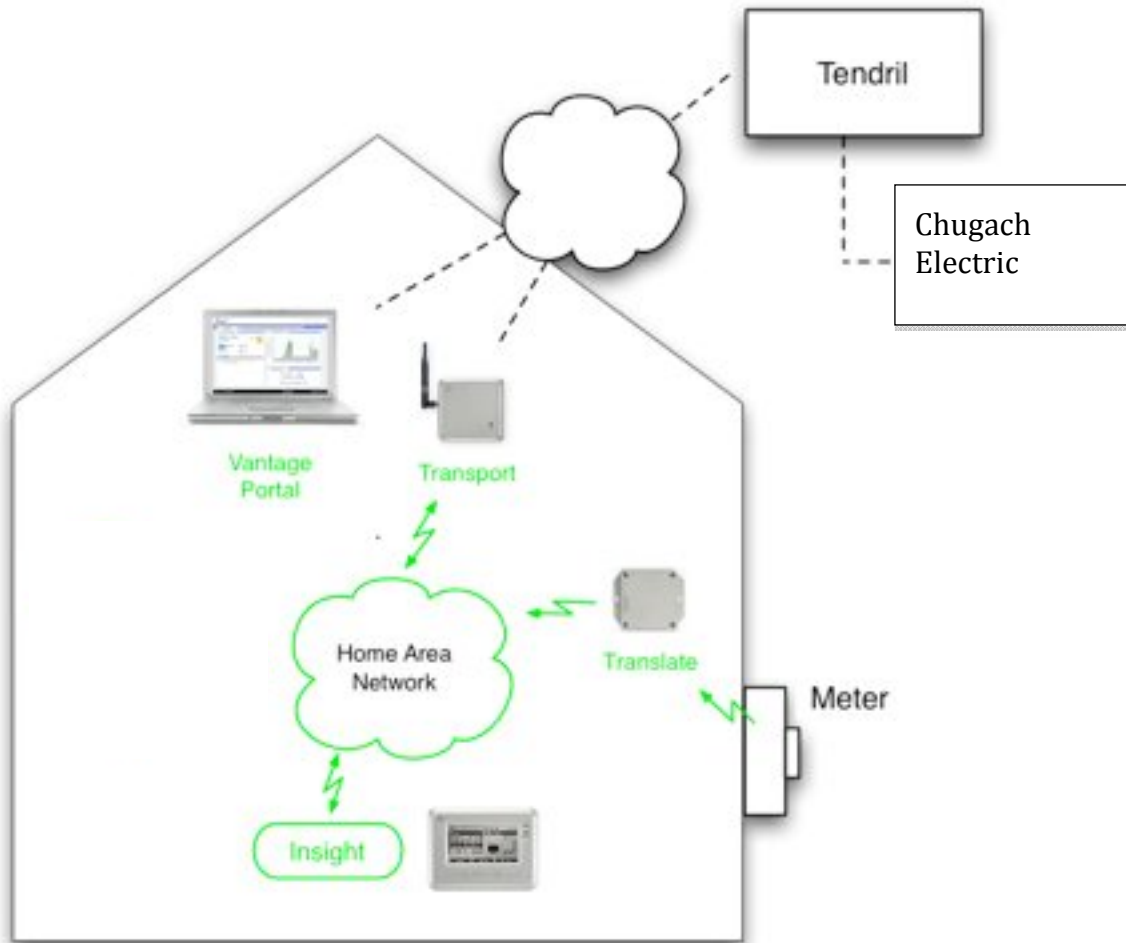 Tendril
Chugach
Electric
Vantage
Portal
Transport
Home Area
Network
Translate
Meter
Insight